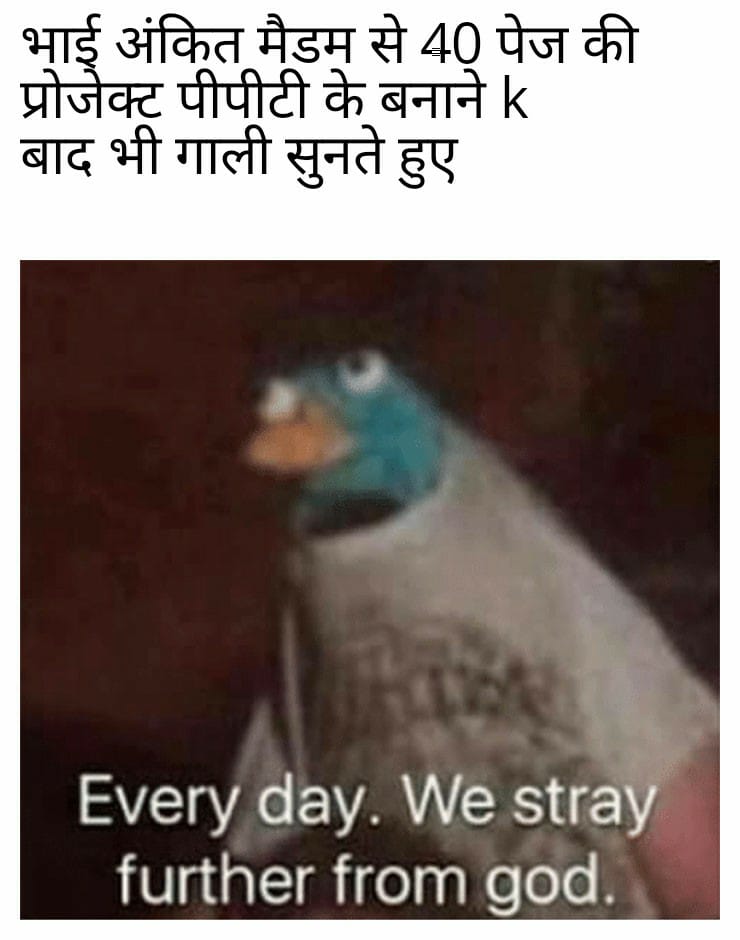 भाई अंकित मैडम से 40 पेज की
प्रोजेक्ट पीपीटी के बनाने k
बाद भी गाली सुनते हुए
Every day. We stray
further from god.